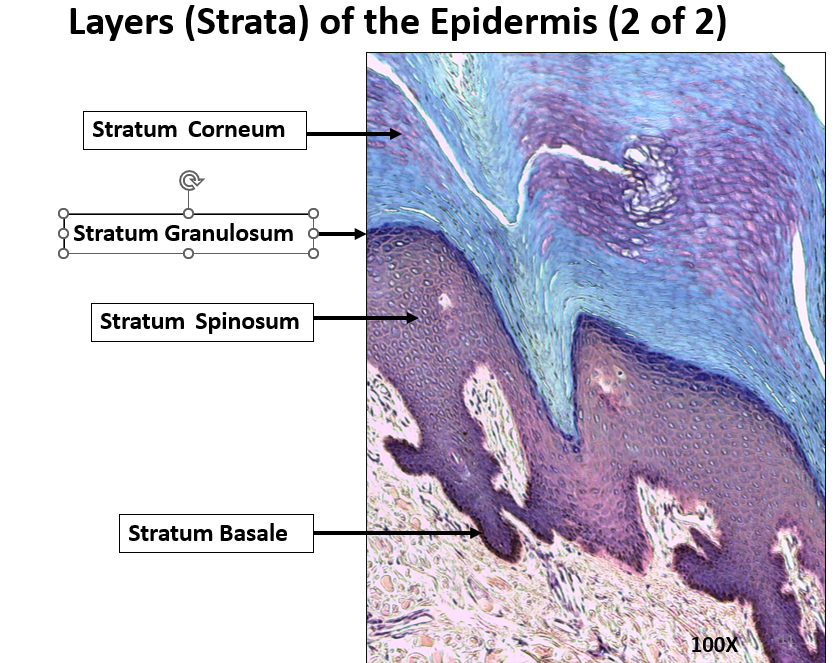 Layers (Strata) of the Epidermis (2 of 2)
Stratum Corneum
Stratum Granulosum
Stratum Spinosum
Stratum Basale
100X